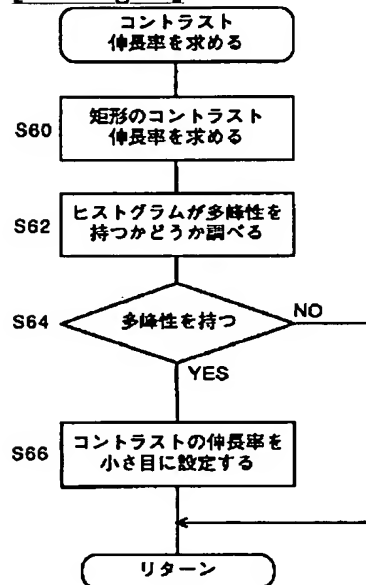 コントラスト
伸長率を求める
S60
矩形のコントラスト
伸長率を求める
S62
ヒストグラムが多峰性を
持つかどうか調べる
S64
多峰性を持つ
NO
YES
S66
コントラストの伸長率を
小さ目に設定する
リターン